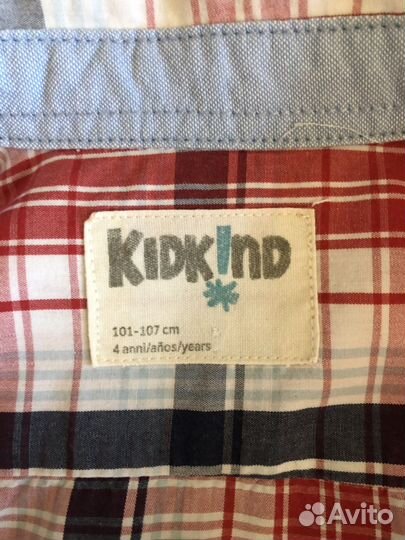 KIDK!ND
101-107 cm
4 anni/años/years
Avito